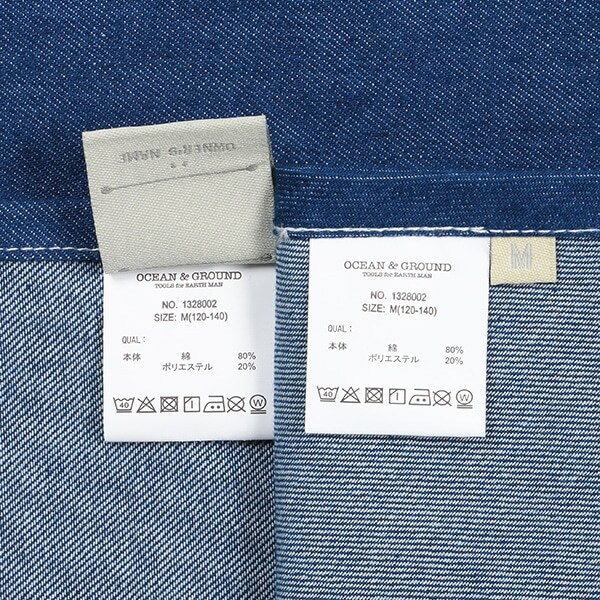 OWNER'S NAME
OCEAN & GROUND
TOOLS for EARTH MAN
NO. 1328002
SIZE: M(120-140)
QUAL:
本体 綿 80%
ポリエステル 20%
40
W
OCEAN & GROUND
TOOLS for EARTH MAN
NO. 1328002
SIZE: M(120-140)
QUAL:
本体 綿 80%
ポリエステル 20%
40
W
M